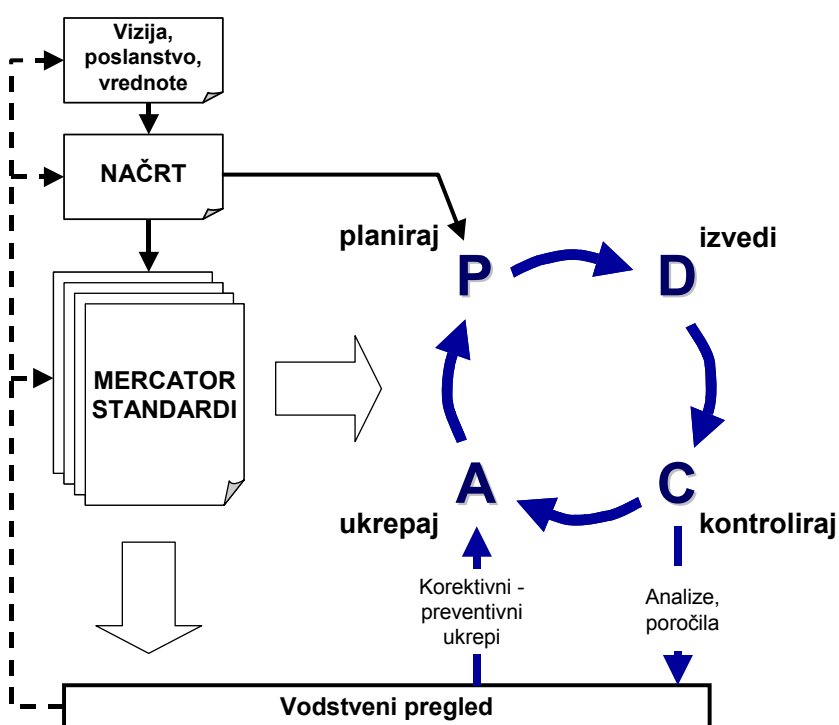 Vizija,
poslanstvo,
vrednote
NAČRT
MERCATOR
STANDARDI
planiraj
P
D
izvedi
A
ukrepaj
C
kontroliraj
Korektivni -
preventivni
ukrepi
Analize,
poročila
Vodstveni pregled